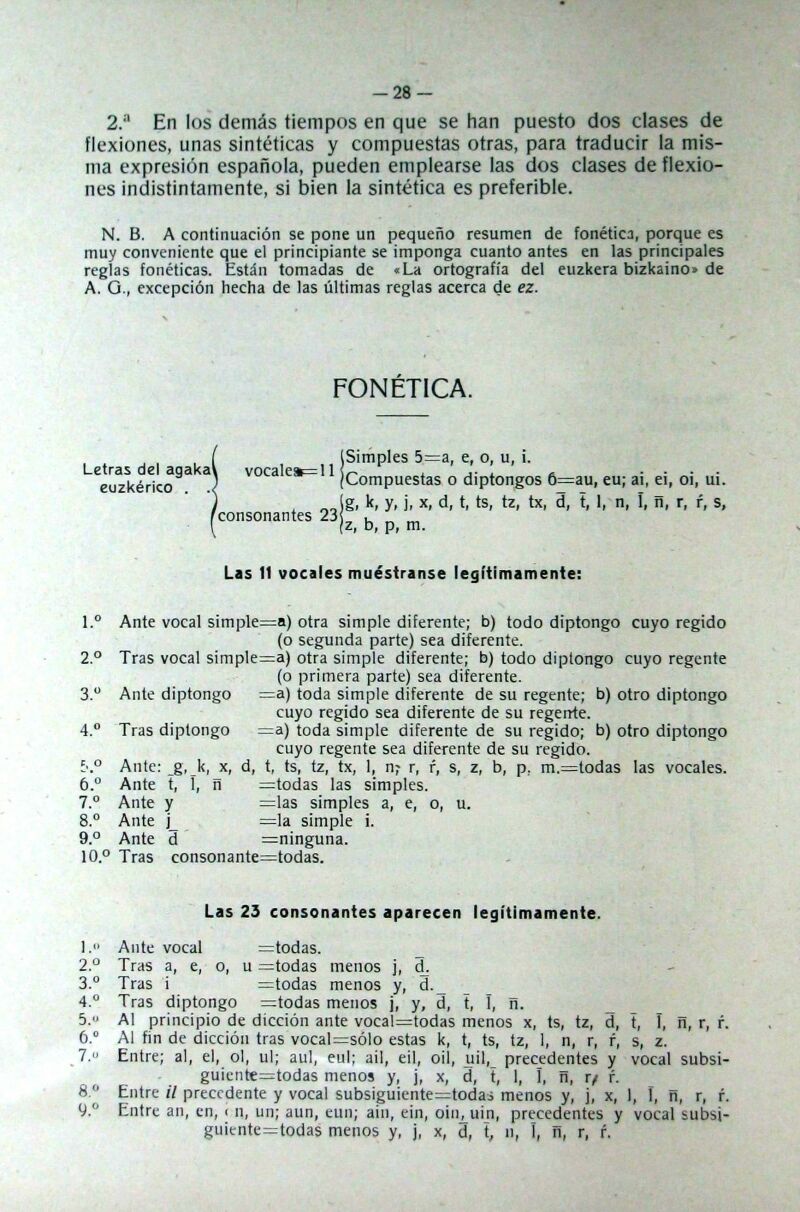 — 28 —
2.ª En los demás tiempos en que se han puesto dos clases de
flexiones, unas sintéticas y compuestas otras, para traducir la mis-
ma expresión española, pueden emplearse las dos clases de flexio-
nes indistintamente, si bien la sintética es preferible.
N. B. A continuación se pone un pequeño resumen de fonética, porque es
muy conveniente que el principiante se imponga cuanto antes en las principales
reglas fonéticas. Están tomadas de «La ortografía del euzkera bizkaino» de
A. G., excepción hecha de las últimas reglas acerca de ez.
FONÉTICA.
Letras del agaka
euzkérico . .
vocales=11
Simples 5=a, e, o, u, i.
Compuestas o diptongos 6=au, eu; ai, ei, oi, ui.
consonantes 23
g, k, y, j, x, d, t, ts, tz, tx, d̄, t̄, l, n, l̄, n̄, r, ŕ, s,
z, b, p, m.
Las 11 vocales muéstranse legítimamente:
1.º Ante vocal simple=a) otra simple diferente; b) todo diptongo cuyo regido
(o segunda parte) sea diferente.
2.º Tras vocal simple=a) otra simple diferente; b) todo diptongo cuyo regente
(o primera parte) sea diferente.
3.º Ante diptongo =a) toda simple diferente de su regente; b) otro diptongo
cuyo regido sea diferente de su regente.
4.º Tras diptongo =a) toda simple diferente de su regido; b) otro diptongo
cuyo regente sea diferente de su regido.
5.º Ante: g, k, x, d, t, ts, tz, tx, l, n, r, ŕ, s, z, b, p, m.=todas las vocales.
6.º Ante t̄, l̄, n̄ =todas las simples.
7.º Ante y =las simples a, e, o, u.
8.º Ante j =la simple i.
9.º Ante d̄ =ninguna.
10.º Tras consonante=todas.
Las 23 consonantes aparecen legítimamente.
1.º Ante vocal =todas.
2.º Tras a, e, o, u =todas menos j, d̄.
3.º Tras i =todas menos y, d̄.
4.º Tras diptongo =todas menos j, y, d̄, t̄, l̄, n̄.
5.º Al principio de dicción ante vocal=todas menos x, ts, tz, d̄, t̄, l̄, n̄, r, ŕ.
6.º Al fin de dicción tras vocal=sólo estas k, t, ts, tz, l, n, r, ŕ, s, z.
7.º Entre; al, el, ol, ul; aul, eul; ail, eil, oil, uil, precedentes y vocal subsi-
guiente=todas menos y, j, x, d̄, t̄, l, l̄, n̄, r, ŕ.
8.º Entre il precedente y vocal subsiguiente=todas menos y, j, x, l, l̄, n̄, r, ŕ.
9.º Entre an, en, n, un; aun, eun; ain, ein, oin, uin, precedentes y vocal subsi-
guiente=todas menos y, j, x, d̄, t̄, n, l̄, n̄, r, ŕ.